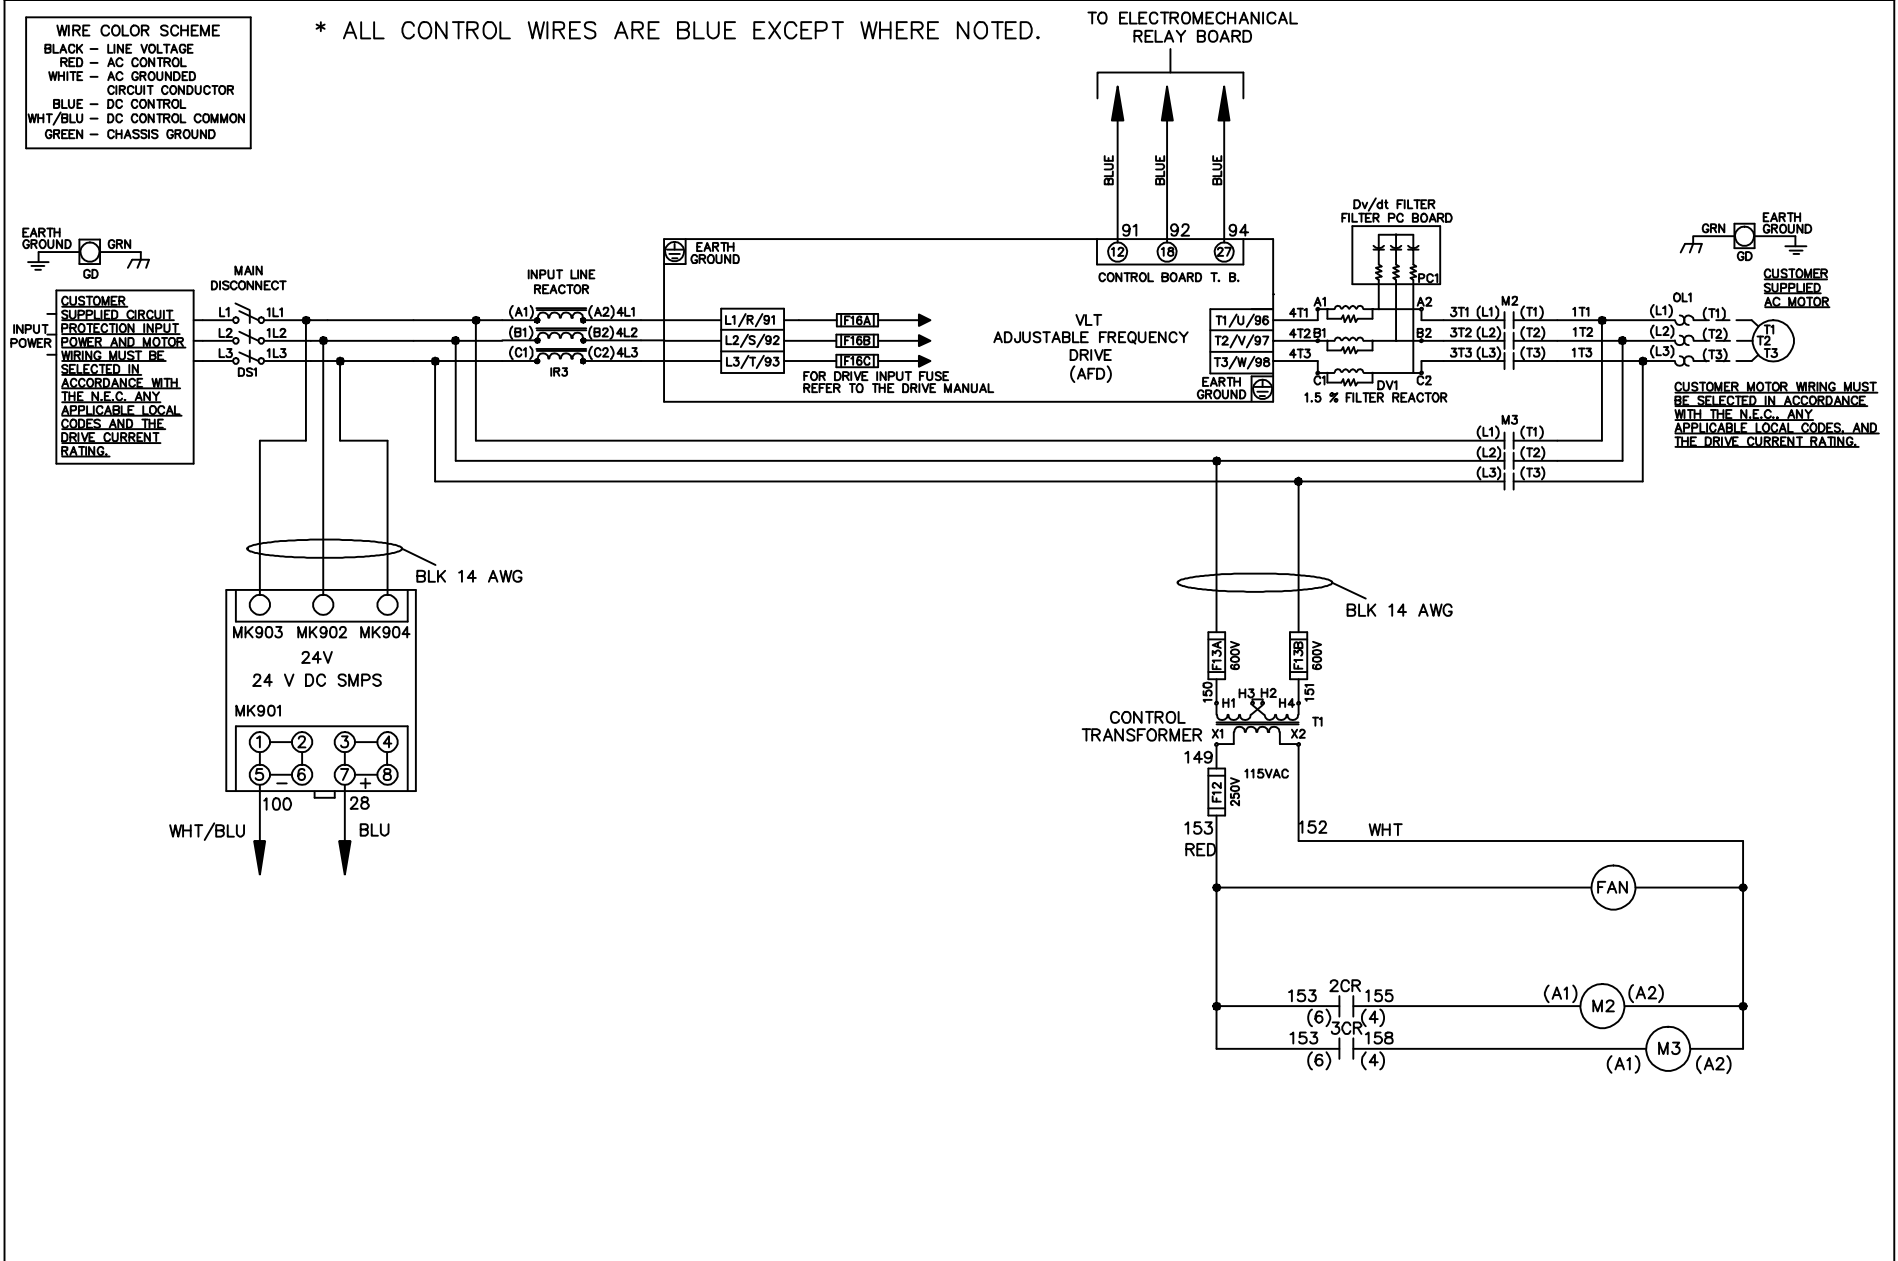 WIRE COLOR SCHEME
BLACK – LINE VOLTAGE
RED – AC CONTROL
WHITE – AC GROUNDED
CIRCUIT CONDUCTOR
BLUE – DC CONTROL
WHT/BLU – DC CONTROL COMMON
GREEN – CHASSIS GROUND
* ALL CONTROL WIRES ARE BLUE EXCEPT WHERE NOTED.
TO ELECTROMECHANICAL
RELAY BOARD
BLUE
BLUE
BLUE
91 92 94
12 18 27
CONTROL BOARD T. B.
EARTH
GROUND
GRN
GD
INPUT
POWER
CUSTOMER
SUPPLIED CIRCUIT
PROTECTION INPUT
POWER AND MOTOR
WIRING MUST BE
SELECTED IN
ACCORDANCE WITH
THE N.E.C. ANY
APPLICABLE LOCAL
CODES AND THE
DRIVE CURRENT
RATING.
MAIN
DISCONNECT
L1 1L1
L2 1L2
L3 1L3
DS1
INPUT LINE
REACTOR
(A1) (A2) 4L1
(B1) (B2) 4L2
(C1) (C2) 4L3
IR3
EARTH
GROUND
L1/R/91
L2/S/92
L3/T/93
F16A
F16B
F16C
FOR DRIVE INPUT FUSE
REFER TO THE DRIVE MANUAL
VLT
ADJUSTABLE FREQUENCY
DRIVE
(AFD)
T1/U/96
T2/V/97
T3/W/98
EARTH
GROUND
Dv/dt FILTER
FILTER PC BOARD
PC1
4T1 A1 A2
4T2 B1 B2
4T3
C1 DV1 C2
1.5 % FILTER REACTOR
M2
3T1 (L1) (T1) 1T1
3T2 (L2) (T2) 1T2
3T3 (L3) (T3) 1T3
M3
(L1) (T1)
(L2) (T2)
(L3) (T3)
GRN
EARTH
GROUND
GD
CUSTOMER
SUPPLIED
AC MOTOR
OL1
(L1) (T1)
(L2) (T2)
(L3) (T3)
T1
T2
T3
CUSTOMER MOTOR WIRING MUST
BE SELECTED IN ACCORDANCE
WITH THE N.E.C., ANY
APPLICABLE LOCAL CODES, AND
THE DRIVE CURRENT RATING.
BLK 14 AWG
MK903 MK902 MK904
24V
24 V DC SMPS
MK901
1 2 3 4
5 – 6 7 + 8
100 28
WHT/BLU BLU
BLK 14 AWG
F13A 600V F13B 600V
150 151
H1 H3 H2 H4
T1
CONTROL
TRANSFORMER
X1 X2
149
115VAC
F12 250V
153
RED
152 WHT
FAN
2CR
153 155
(6) (4)
(A1) M2 (A2)
3CR
153 158
(6) (4)
(A1) M3 (A2)